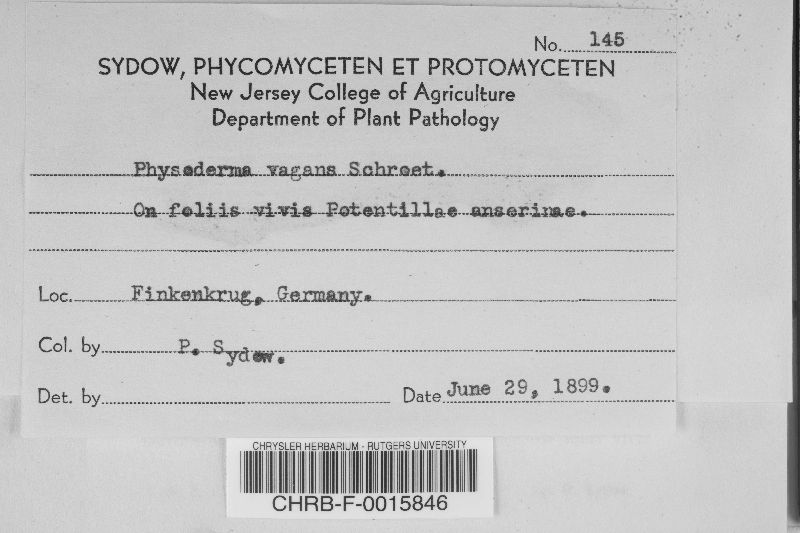 No. 145
SYDOW, PHYCOMYCETEN ET PROTOMYCETEN
New Jersey College of Agriculture
Department of Plant Pathology
Physoderma vagans Schroet.
On foliis vivis Potentillae anserinae.
Loc. Finkenkrug, Germany.
Col. by P. Sydow.
Det. by Date June 29, 1899.
CHRYSLER HERBARIUM - RUTGERS UNIVERSITY
CHRB-F-0015846